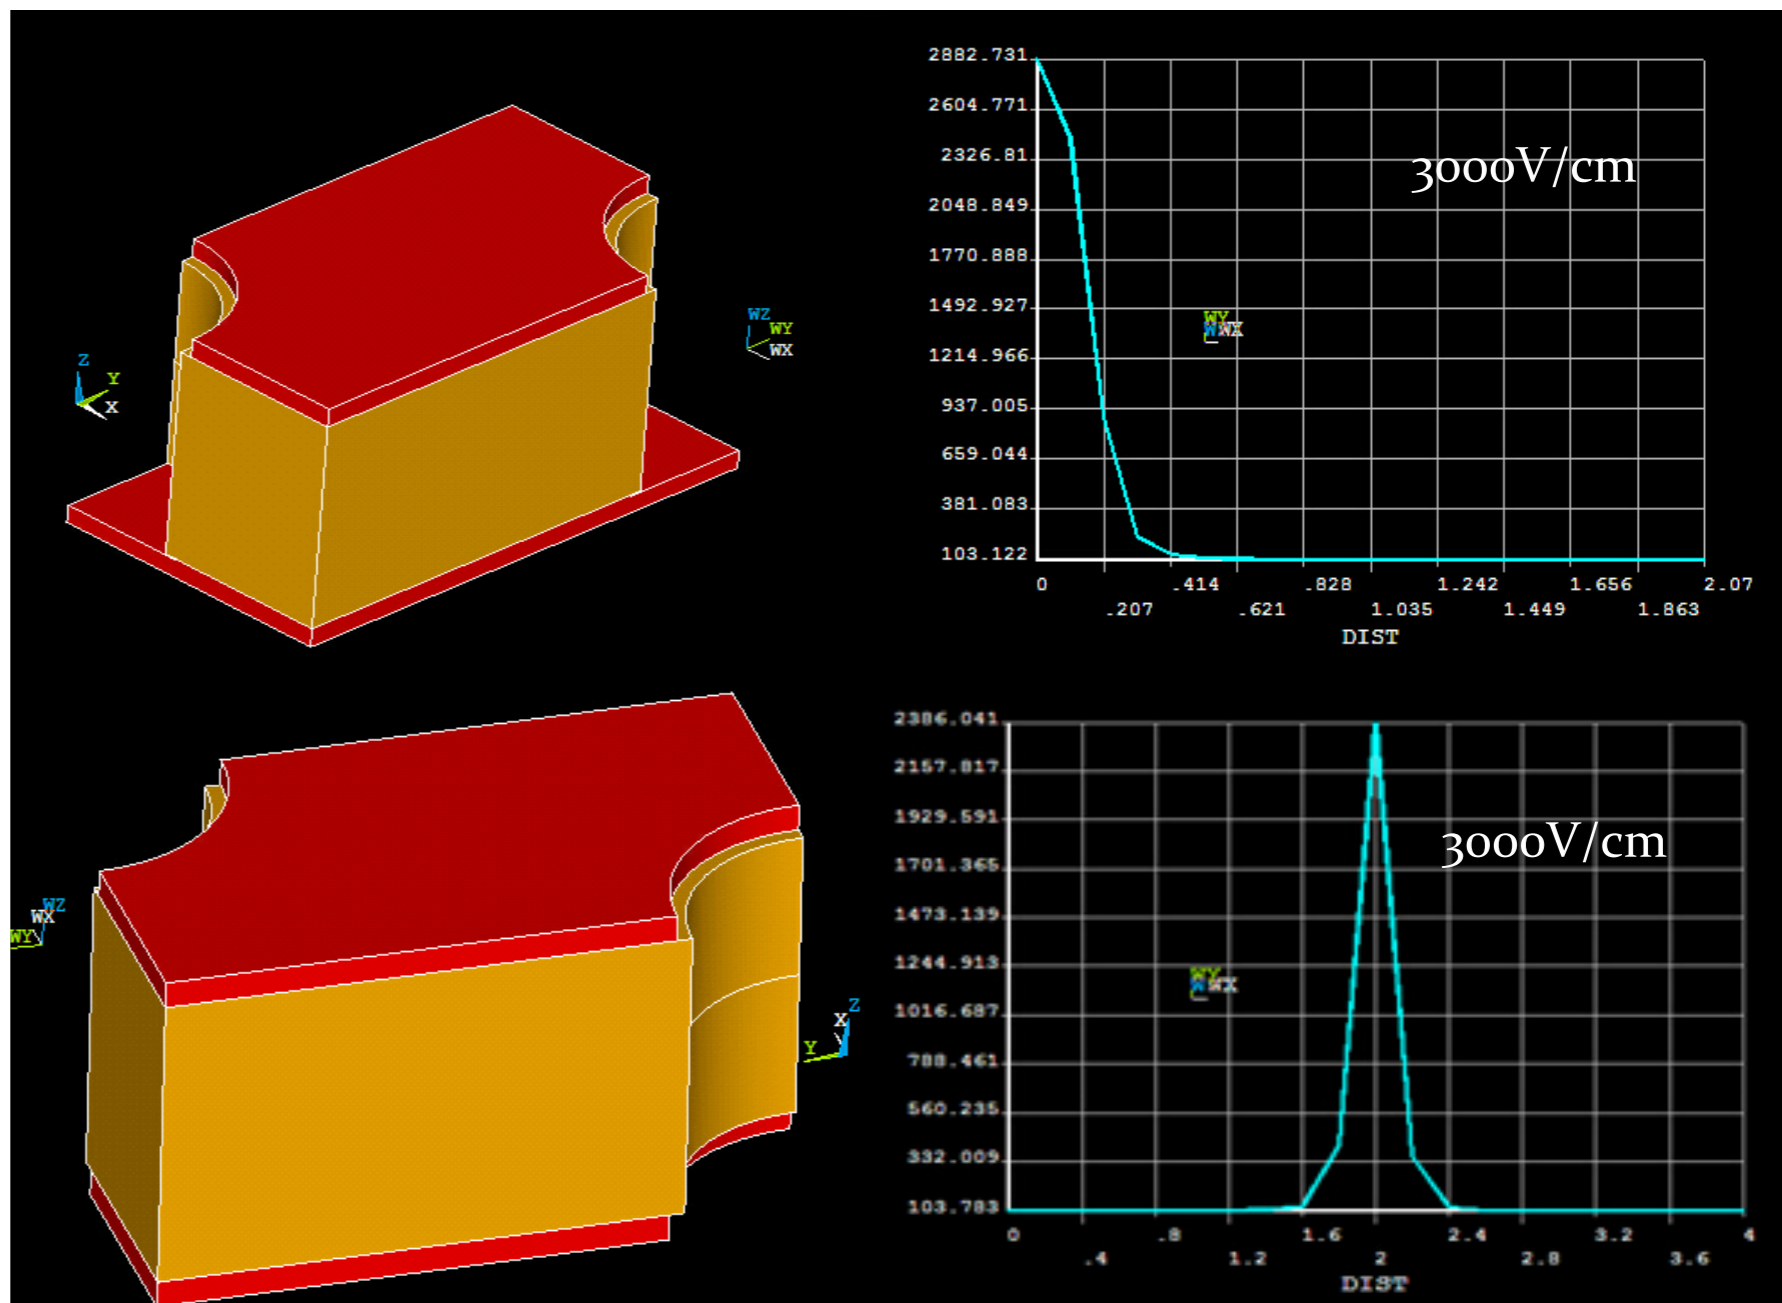 2882.731
2604.771
2326.81
3000V/cm
2048.849
1770.888
1492.927
WZ
WY
WX
WY
W WX
1214.966
Z
Y
X
937.005
659.044
381.083
103.122
0 .414 .828 1.242 1.656 2.07
.207 .621 1.035 1.449 1.863
DIST
2386.041
2157.817
1929.591
3000V/cm
1701.365
1473.139
WZ
WX
WY
1244.913
WY
W WX
1016.687
Z
X
Y
788.461
560.235
332.009
103.783
0 .8 1.6 2.4 3.2 4
.4 1.2 2 2.8 3.6
DIST